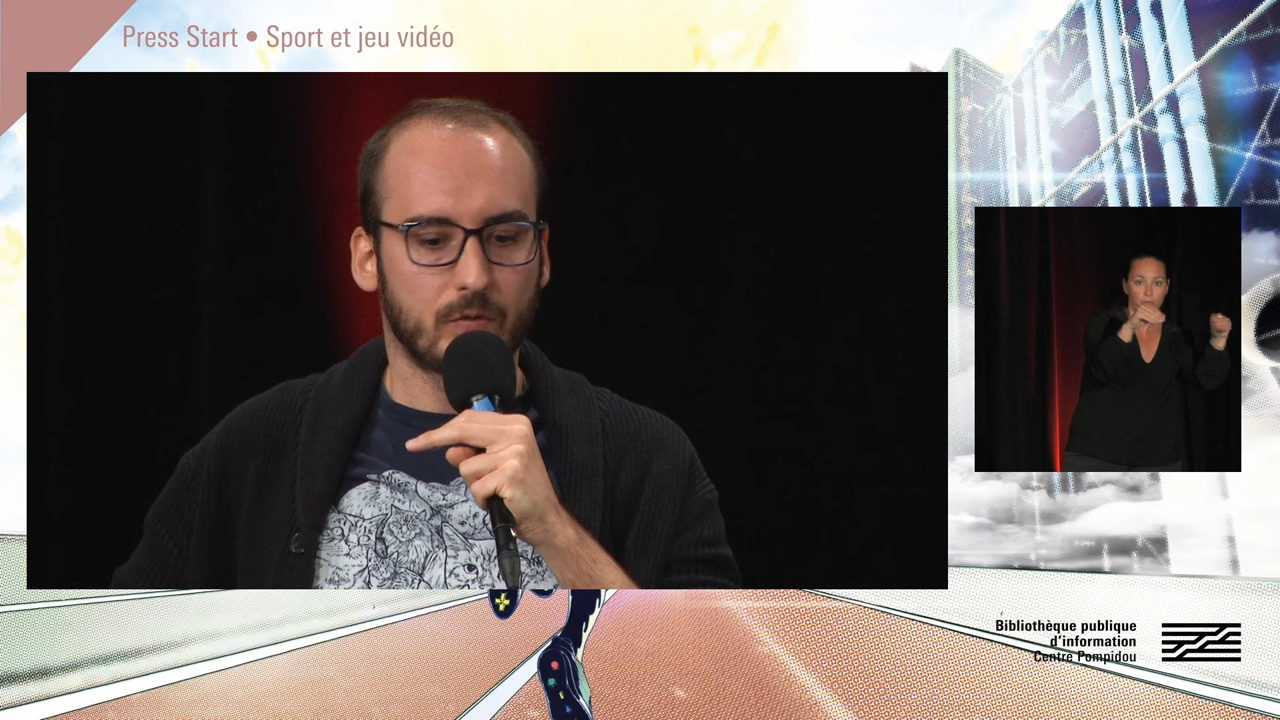 Press Start • Sport et jeu vidéo
Bibliothèque publique
d'information
Centre Pompidou